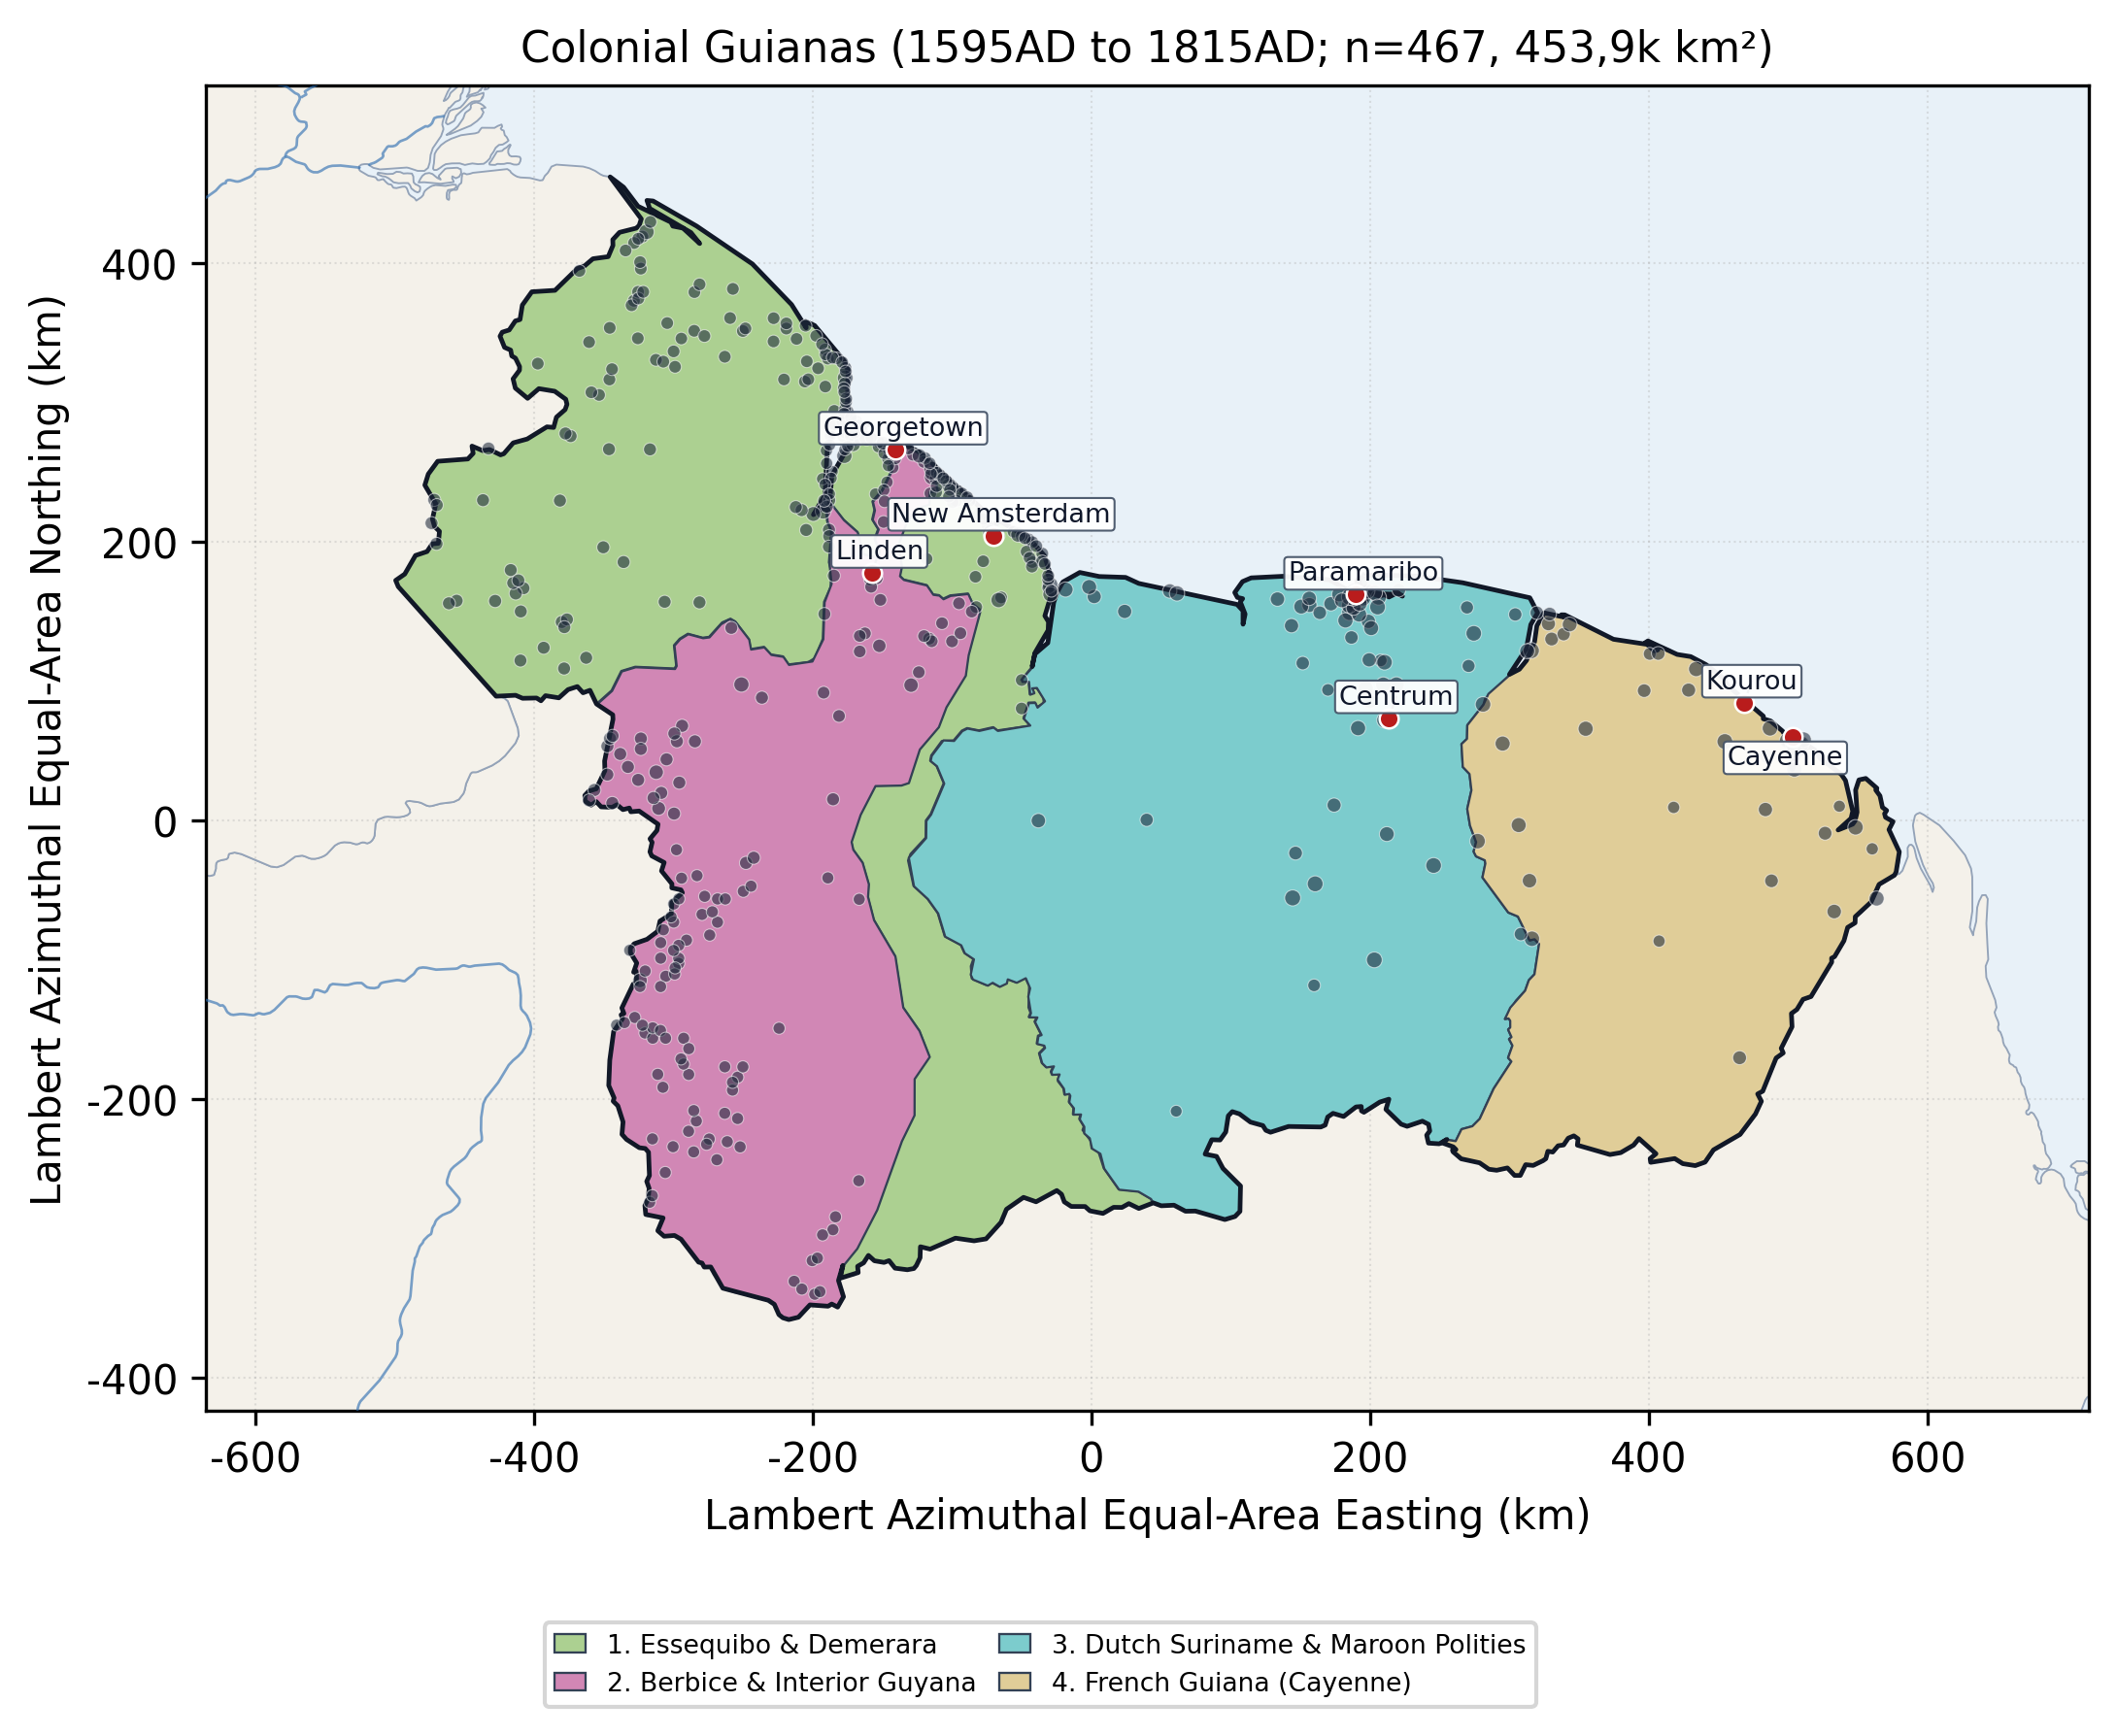 Colonial Guianas (1595AD to 1815AD; n=467, 453,9k km²)
Lambert Azimuthal Equal-Area Northing (km)
400
200
0
-200
-400
Georgetown
New Amsterdam
Linden
Paramaribo
Centrum
Kourou
Cayenne
-600
-400
-200
0
200
400
600
Lambert Azimuthal Equal-Area Easting (km)
1. Essequibo & Demerara
2. Berbice & Interior Guyana
3. Dutch Suriname & Maroon Polities
4. French Guiana (Cayenne)